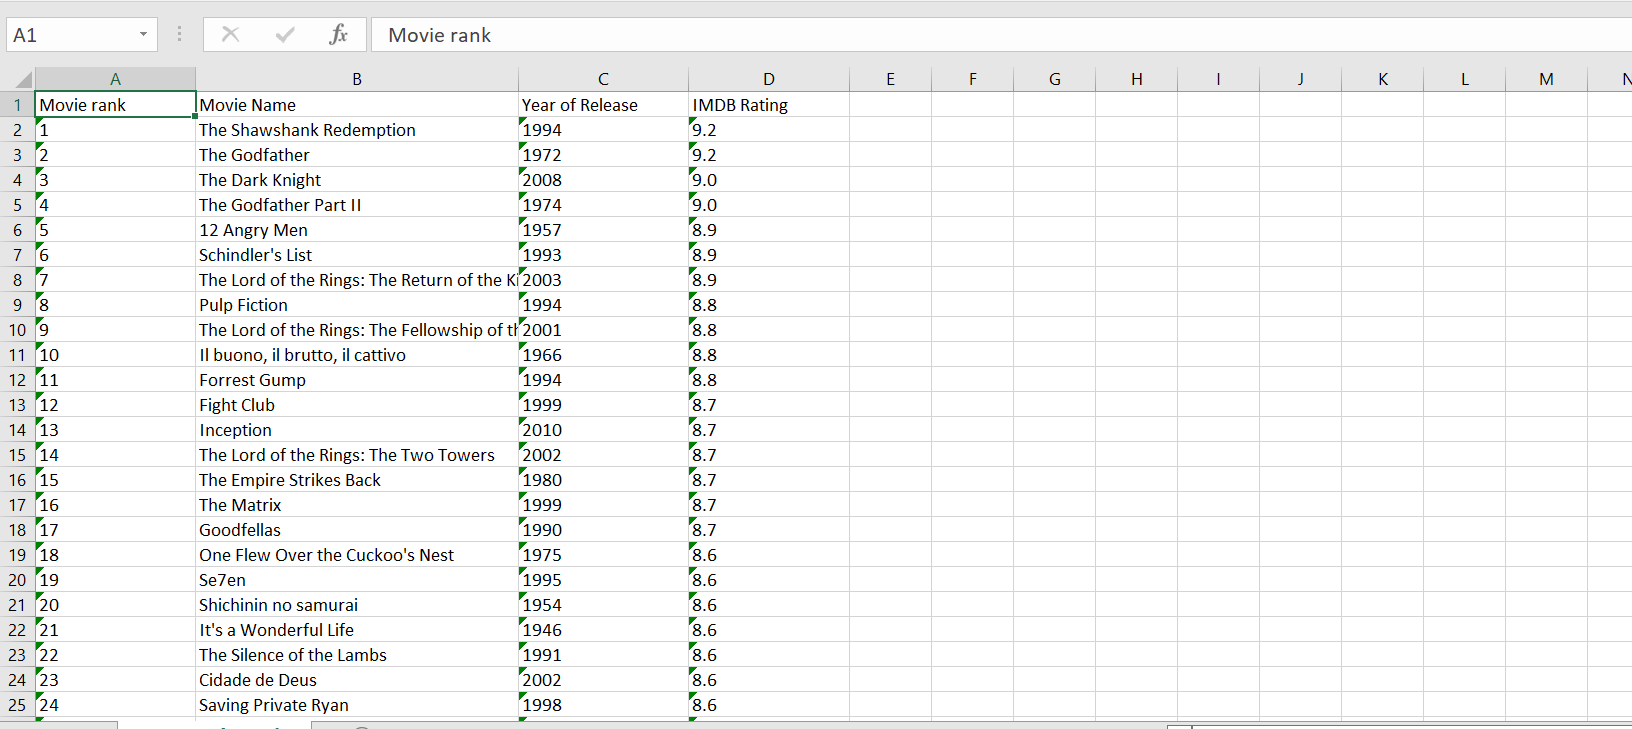 A1 fx Movie rank
A B C D E F G H I J K L M N
1 Movie rank Movie Name Year of Release IMDB Rating
2 1 The Shawshank Redemption 1994 9.2
3 2 The Godfather 1972 9.2
4 3 The Dark Knight 2008 9.0
5 4 The Godfather Part II 1974 9.0
6 5 12 Angry Men 1957 8.9
7 6 Schindler's List 1993 8.9
8 7 The Lord of the Rings: The Return of the Ki 2003 8.9
9 8 Pulp Fiction 1994 8.8
10 9 The Lord of the Rings: The Fellowship of th 2001 8.8
11 10 Il buono, il brutto, il cattivo 1966 8.8
12 11 Forrest Gump 1994 8.8
13 12 Fight Club 1999 8.7
14 13 Inception 2010 8.7
15 14 The Lord of the Rings: The Two Towers 2002 8.7
16 15 The Empire Strikes Back 1980 8.7
17 16 The Matrix 1999 8.7
18 17 Goodfellas 1990 8.7
19 18 One Flew Over the Cuckoo's Nest 1975 8.6
20 19 Se7en 1995 8.6
21 20 Shichinin no samurai 1954 8.6
22 21 It's a Wonderful Life 1946 8.6
23 22 The Silence of the Lambs 1991 8.6
24 23 Cidade de Deus 2002 8.6
25 24 Saving Private Ryan 1998 8.6